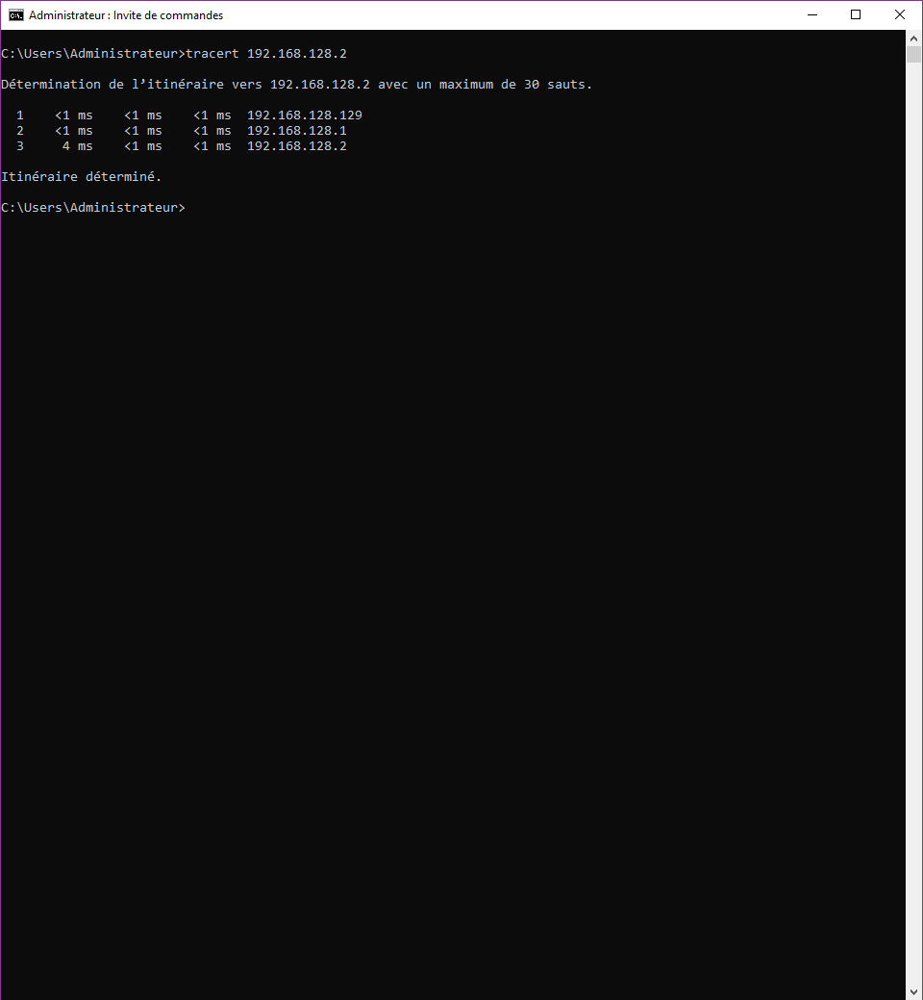 Administrateur : Invite de commandes
C:\Users\Administrateur>tracert 192.168.128.2
Détermination de l’itinéraire vers 192.168.128.2 avec un maximum de 30 sauts.
  1    <1 ms    <1 ms    <1 ms  192.168.128.129
  2    <1 ms    <1 ms    <1 ms  192.168.128.1
  3     4 ms    <1 ms    <1 ms  192.168.128.2
Itinéraire déterminé.
C:\Users\Administrateur>